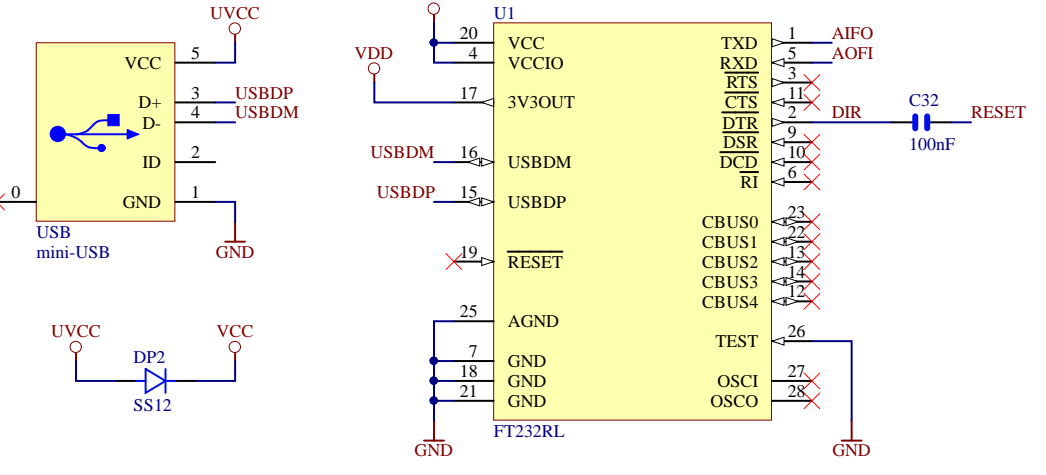 UVCC
VCC
5
D+
3
USBDP
D-
4
USBDM
ID
2
0
GND
1
USB
mini-USB
GND
UVCC
VCC
DP2
SS12
U1
20
VCC
4
VCCIO
VDD
17
3V3OUT
USBDM
16
USBDM
USBDP
15
USBDP
19
RESET
25
AGND
7
GND
18
GND
21
GND
GND
FT232RL
TXD
1
AIFO
RXD
5
AOFI
RTS
3
CTS
11
DTR
2
DIR
C32
100nF
RESET
DSR
9
DCD
10
RI
6
CBUS0
23
CBUS1
22
CBUS2
13
CBUS3
14
CBUS4
12
TEST
26
OSCI
27
OSCO
28
GND